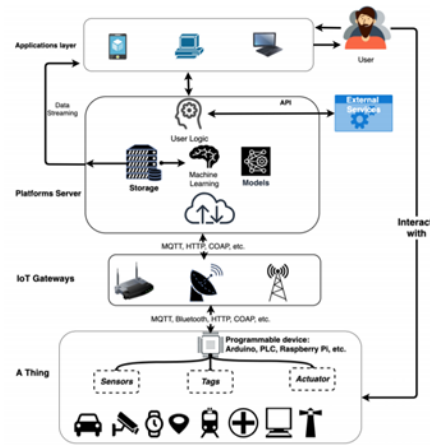 Applications layer
User
Data
Streaming
API
User Logic
External
Services
Storage
Machine
Learning
Models
Platforms Server
Interact
with
MQTT, HTTP, COAP, etc.
IoT Gateways
MQTT, Bluetooth, HTTP, COAP, etc.
Programmable device:
Arduino, PLC, Raspberry Pi, etc.
A Thing
Sensors
Tags
Actuator